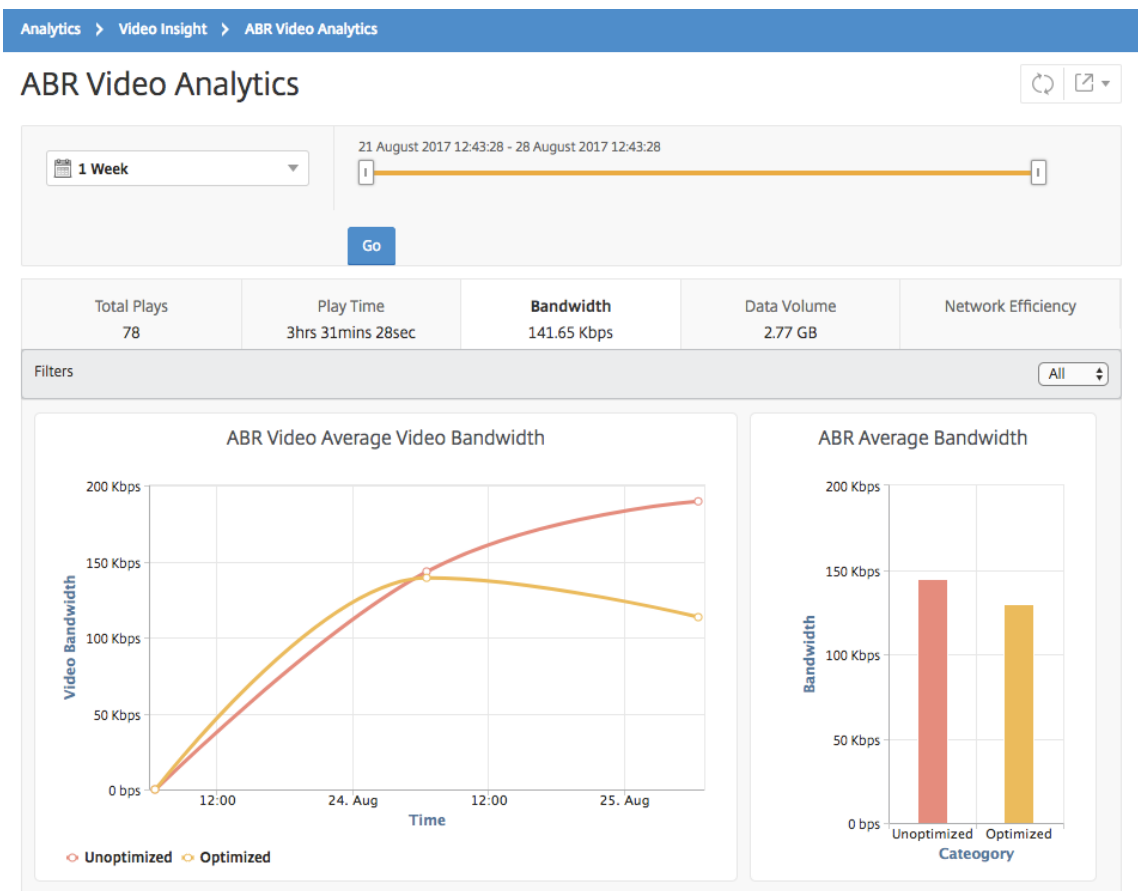 Analytics > Video Insight > ABR Video Analytics
ABR Video Analytics
1 Week
21 August 2017 12:43:28 - 28 August 2017 12:43:28
Go
Total Plays
78
Play Time
3hrs 31mins 28sec
Bandwidth
141.65 Kbps
Data Volume
2.77 GB
Network Efficiency
Filters
All
ABR Video Average Video Bandwidth
Video Bandwidth
200 Kbps
150 Kbps
100 Kbps
50 Kbps
0 bps
12:00
24. Aug
12:00
25. Aug
Time
Unoptimized
Optimized
ABR Average Bandwidth
Bandwidth
200 Kbps
150 Kbps
100 Kbps
50 Kbps
0 bps
Unoptimized
Optimized
Cateogory